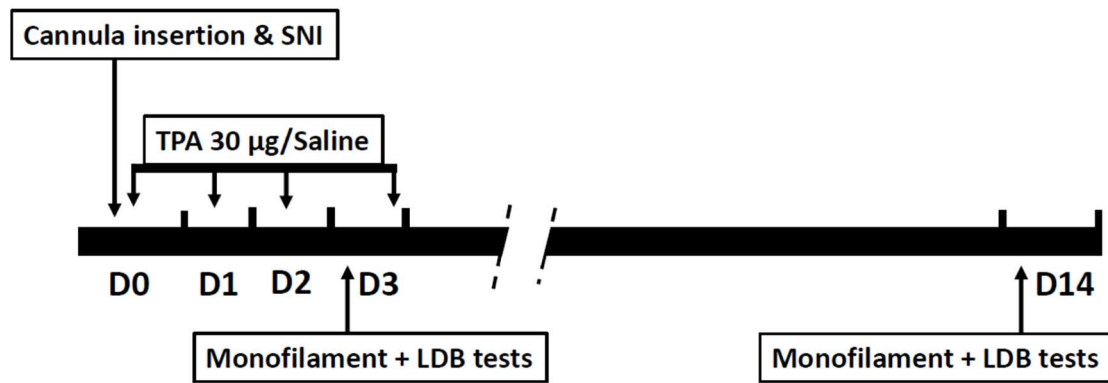 Cannula insertion & SNI
TPA 30 µg/Saline
D0 D1 D2 D3 D14
Monofilament + LDB tests Monofilament + LDB tests